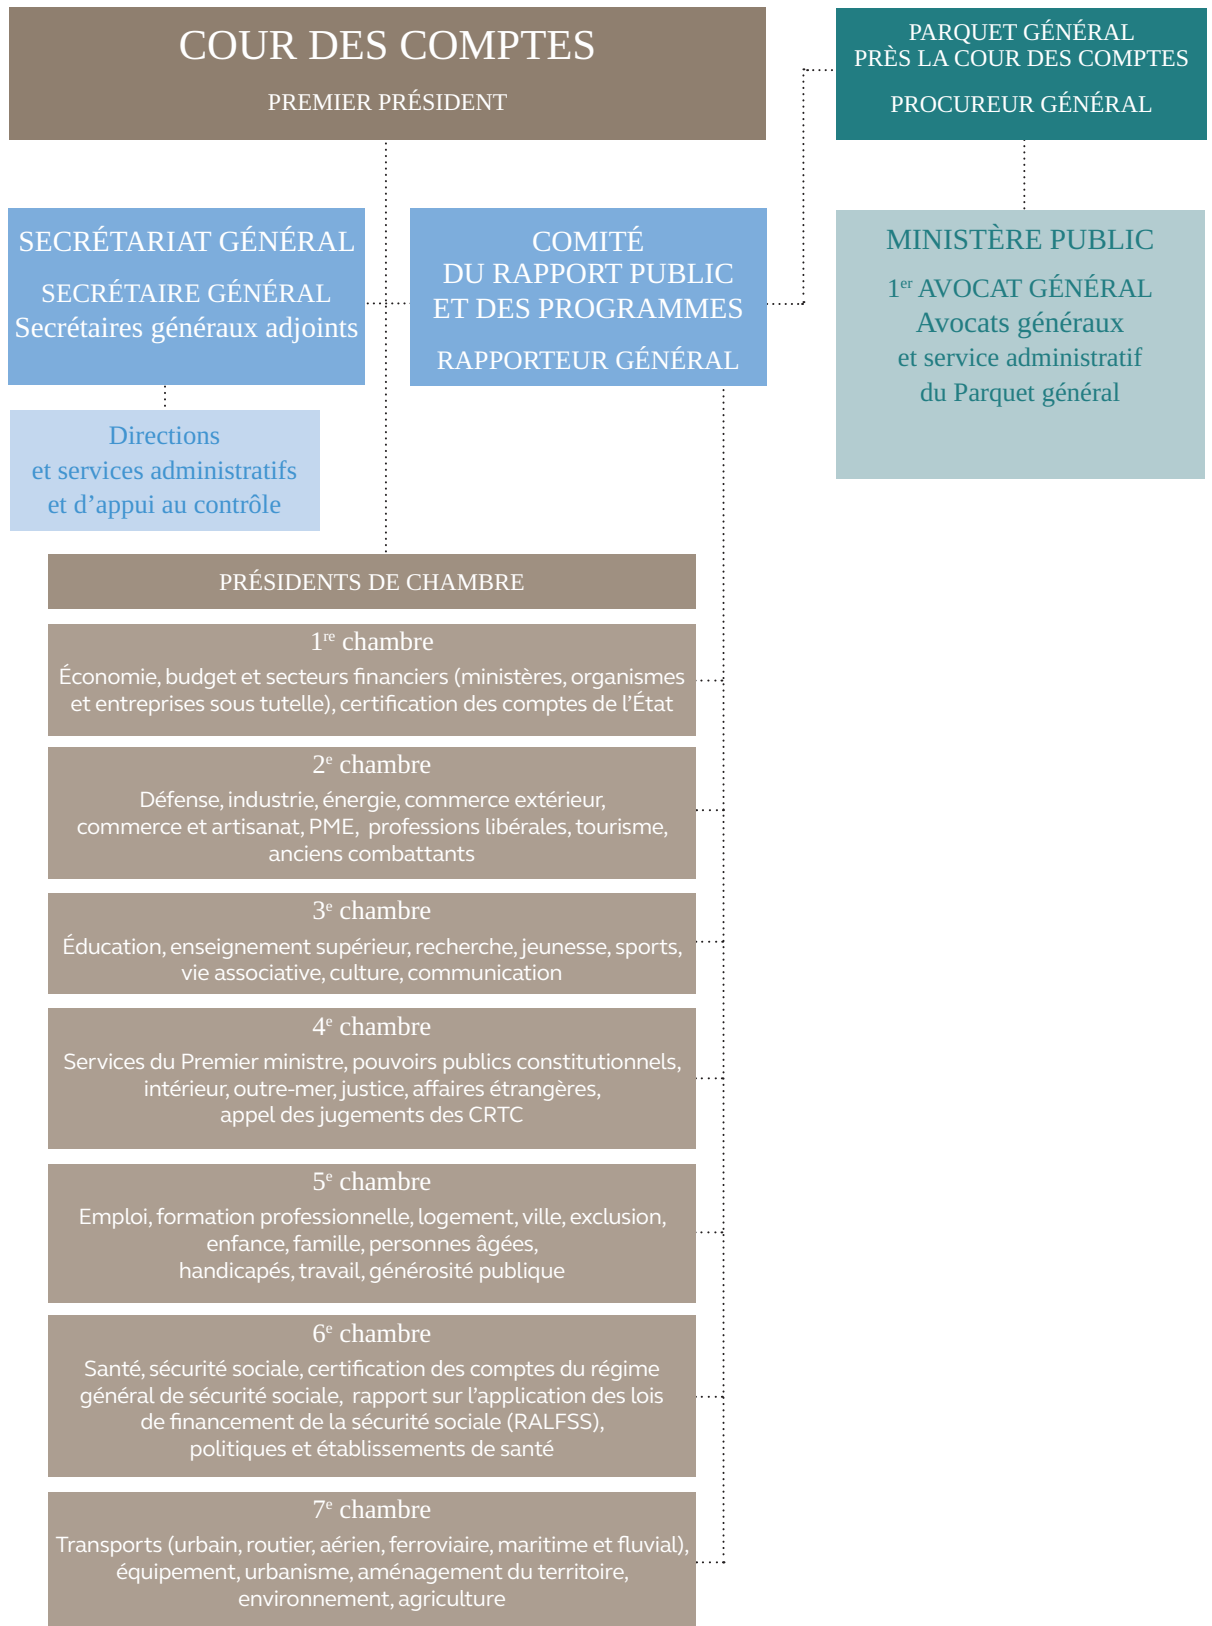 COUR DES COMPTES
PREMIER PRÉSIDENT
PARQUET GÉNÉRAL
PRÈS LA COUR DES COMPTES
PROCUREUR GÉNÉRAL
SECRÉTARIAT GÉNÉRAL
SECRÉTAIRE GÉNÉRAL
Secrétaires généraux adjoints
COMITÉ
DU RAPPORT PUBLIC
ET DES PROGRAMMES
RAPPORTEUR GÉNÉRAL
MINISTÈRE PUBLIC
1er AVOCAT GÉNÉRAL
Avocats généraux
et service administratif
du Parquet général
Directions
et services administratifs
et d’appui au contrôle
PRÉSIDENTS DE CHAMBRE
1re chambre
Économie, budget et secteurs financiers (ministères, organismes
et entreprises sous tutelle), certification des comptes de l’État
2e chambre
Défense, industrie, énergie, commerce extérieur,
commerce et artisanat, PME, professions libérales, tourisme,
anciens combattants
3e chambre
Éducation, enseignement supérieur, recherche, jeunesse, sports,
vie associative, culture, communication
4e chambre
Services du Premier ministre, pouvoirs publics constitutionnels,
intérieur, outre-mer, justice, affaires étrangères,
appel des jugements des CRTC
5e chambre
Emploi, formation professionnelle, logement, ville, exclusion,
enfance, famille, personnes âgées,
handicapés, travail, générosité publique
6e chambre
Santé, sécurité sociale, certification des comptes du régime
général de sécurité sociale, rapport sur l’application des lois
de financement de la sécurité sociale (RALFSS),
politiques et établissements de santé
7e chambre
Transports (urbain, routier, aérien, ferroviaire, maritime et fluvial),
équipement, urbanisme, aménagement du territoire,
environnement, agriculture